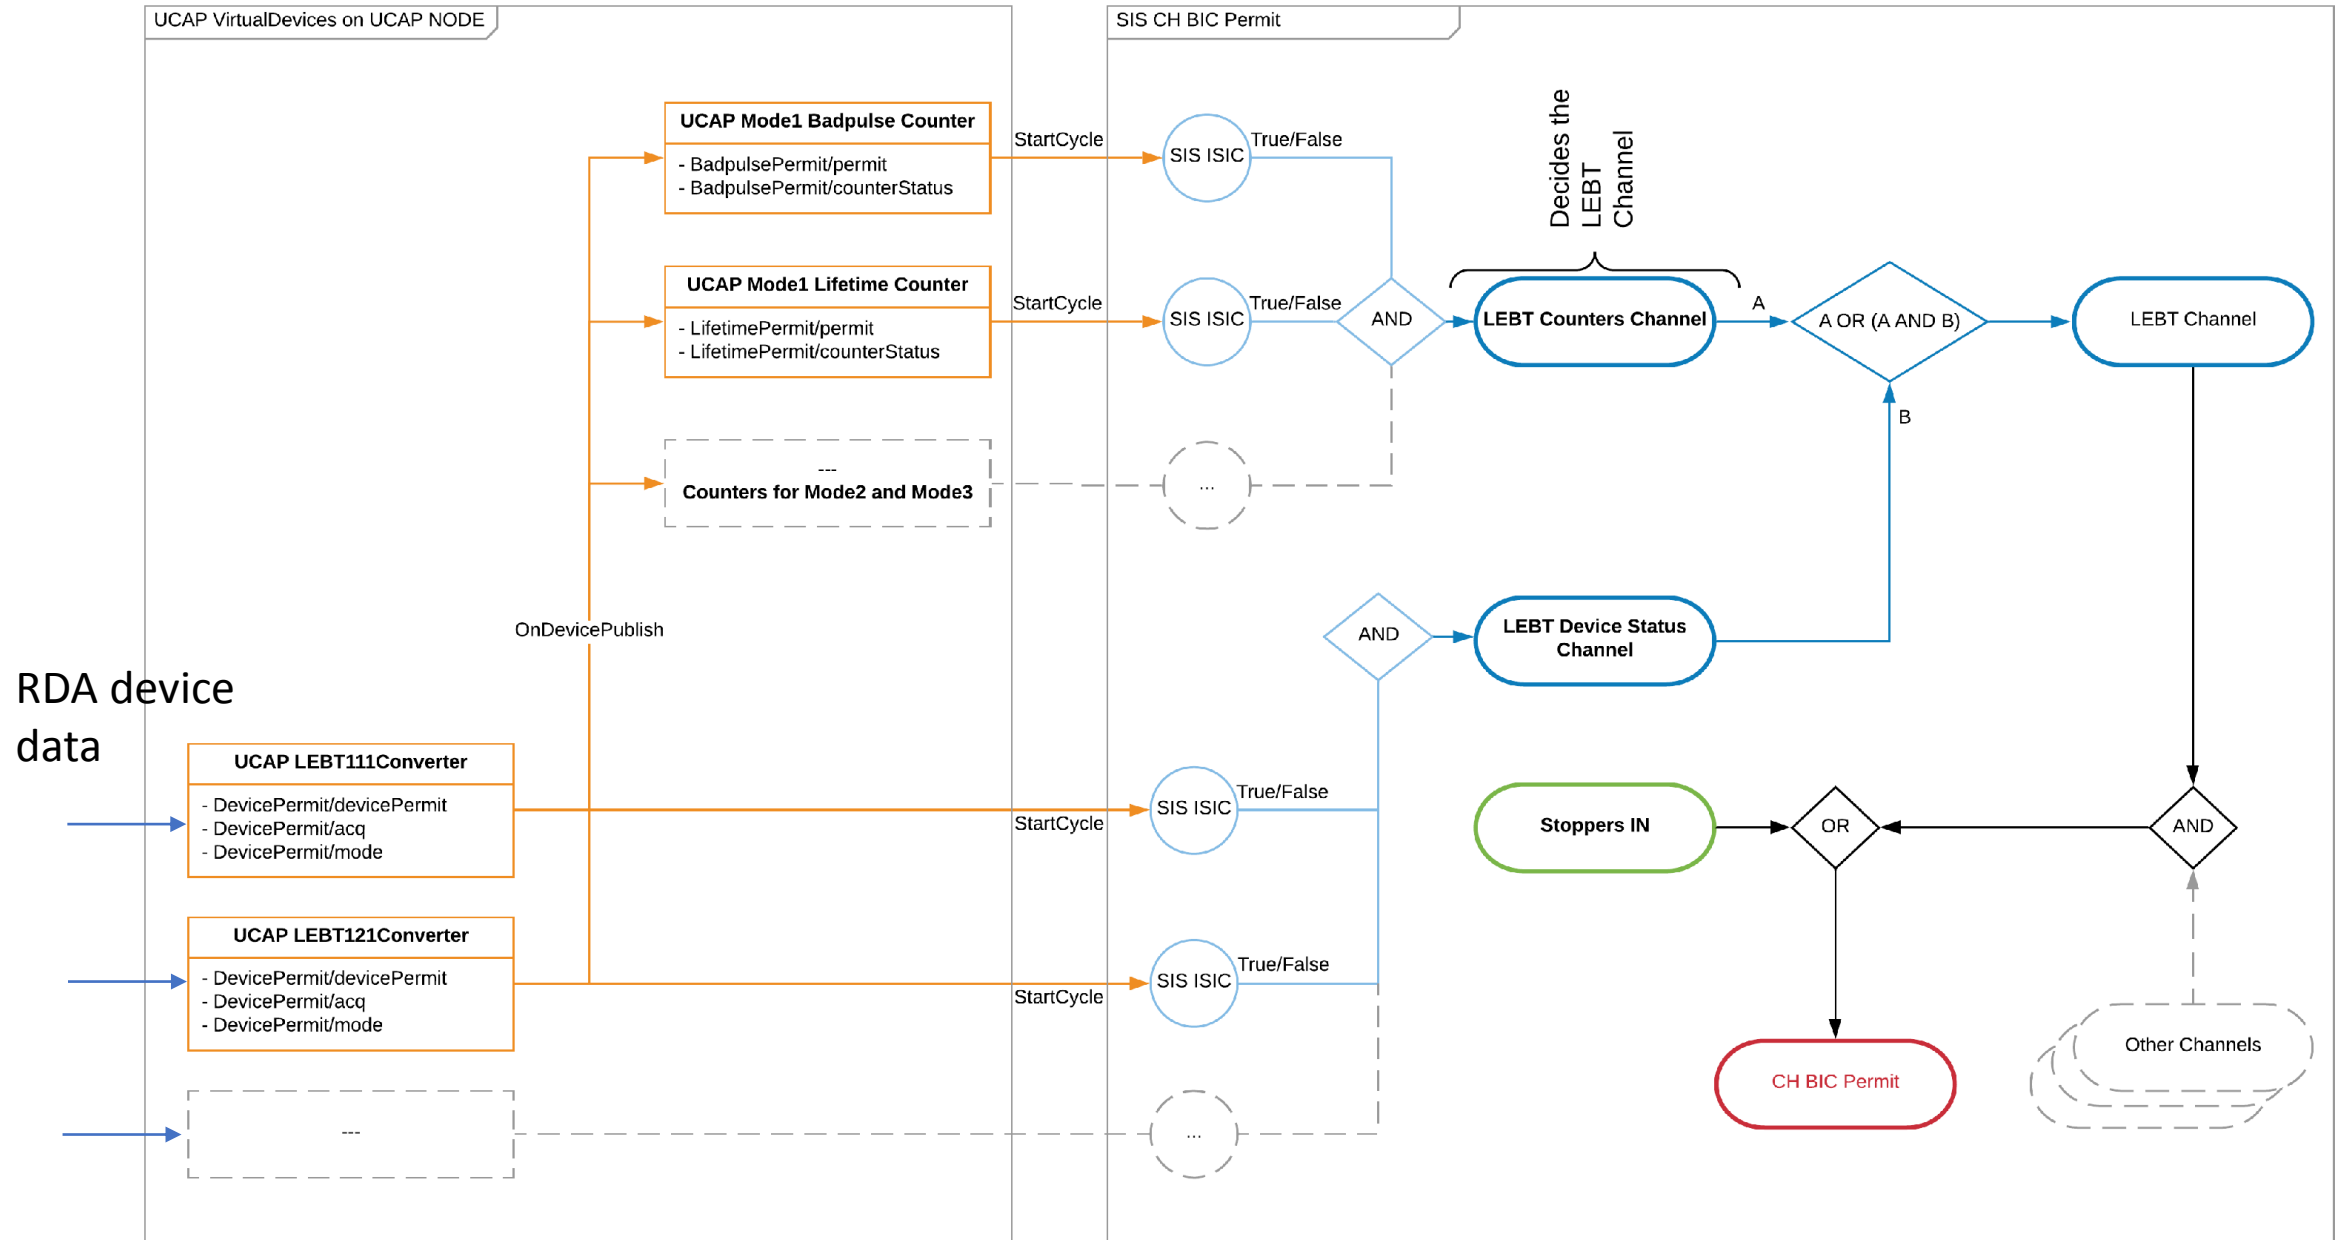 UCAP VirtualDevices on UCAP NODE
SIS CH BIC Permit
UCAP Mode1 Badpulse Counter
- BadpulsePermit/permit
- BadpulsePermit/counterStatus
StartCycle
SIS ISIC
True/False
Decides the
LEBT
Channel
UCAP Mode1 Lifetime Counter
- LifetimePermit/permit
- LifetimePermit/counterStatus
StartCycle
SIS ISIC
True/False
AND
LEBT Counters Channel
A
A OR (A AND B)
LEBT Channel
B
---
Counters for Mode2 and Mode3
...
OnDevicePublish
AND
LEBT Device Status
Channel
RDA device
data
UCAP LEBT111Converter
- DevicePermit/devicePermit
- DevicePermit/acq
- DevicePermit/mode
StartCycle
SIS ISIC
True/False
Stoppers IN
OR
AND
UCAP LEBT121Converter
- DevicePermit/devicePermit
- DevicePermit/acq
- DevicePermit/mode
StartCycle
SIS ISIC
True/False
CH BIC Permit
Other Channels
---
...